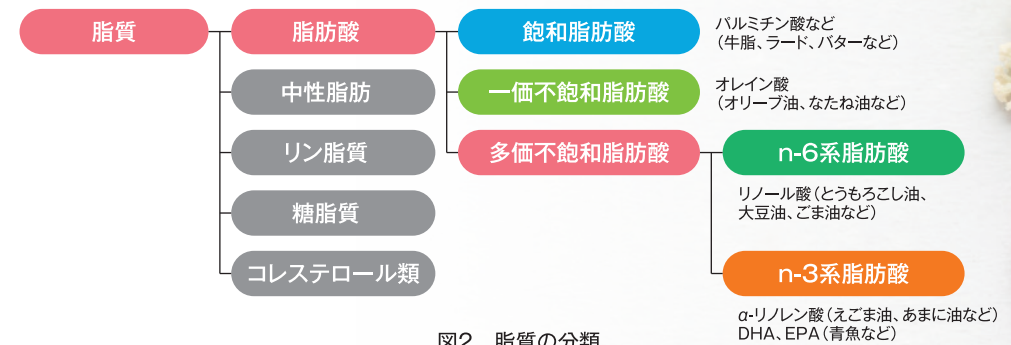 脂質
脂肪酸
飽和脂肪酸
パルミチン酸など
（牛脂、ラード、バターなど）
中性脂肪
一価不飽和脂肪酸
オレイン酸
（オリーブ油、なたね油など）
リン脂質
多価不飽和脂肪酸
n-6系脂肪酸
リノール酸（とうもろこし油、
大豆油、ごま油など）
糖脂質
コレステロール類
n-3系脂肪酸
α-リノレン酸（えごま油、あまに油など）
DHA、EPA（青魚など）
図2　脂質の分類